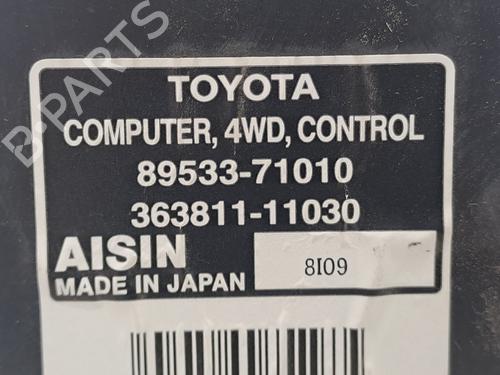 TOYOTA
COMPUTER, 4WD, CONTROL
89533-71010
363811-11030
AISIN
MADE IN JAPAN
8I09
B-PARTS